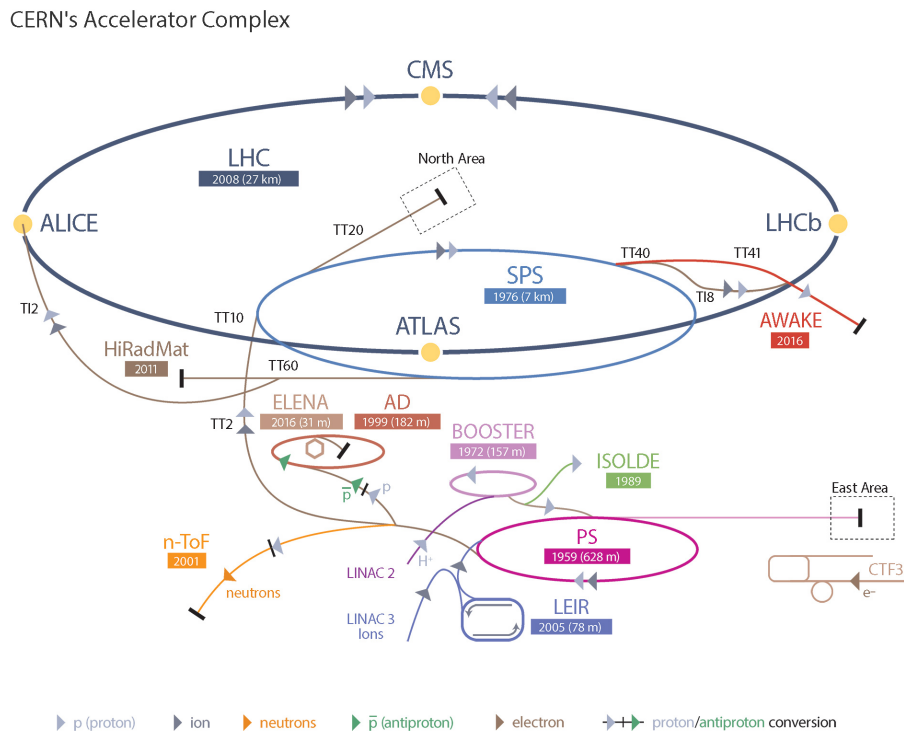 CERN's Accelerator Complex
CMS
LHC
2008 (27 km)
North Area
ALICE
LHCb
TT20
TT40
TT41
SPS
1976 (7 km)
TI8
TI2
TT10
ATLAS
AWAKE
2016
HiRadMat
2011
TT60
ELENA
2016 (31 m)
AD
1999 (182 m)
TT2
BOOSTER
1972 (157 m)
ISOLDE
1989
p
p̅
East Area
n-ToF
2001
PS
1959 (628 m)
H⁺
LINAC 2
neutrons
CTF3
e⁻
LEIR
2005 (78 m)
LINAC 3
Ions
p (proton)
ion
neutrons
p̅ (antiproton)
electron
proton/antiproton conversion